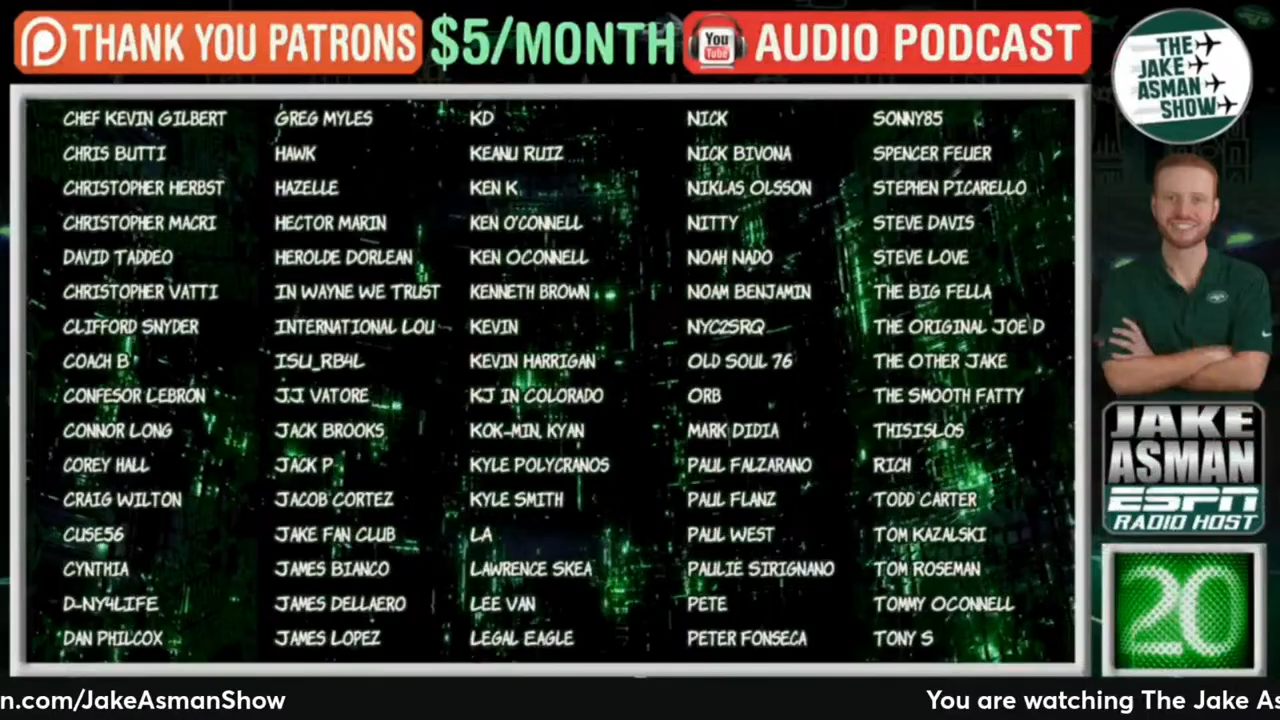 THANK YOU PATRONS $5/MONTH You Tube AUDIO PODCAST
THE
JAKE
ASMAN
SHOW
CHEF KEVIN GILBERT
CHRIS BUTTI
CHRISTOPHER HERBST
CHRISTOPHER MACRI
DAVID TADDEO
CHRISTOPHER VATTI
CLIFFORD SNYDER
COACH B
CONFESOR LEBRON
CONNOR LONG
COREY HALL
CRAIG WILTON
CUSE56
CYNTHIA
D-NY4LIFE
DAN PHILCOX
GREG MYLES
HAWK
HAZELLE
HECTOR MARIN
HEROLDE DORLEAN
IN WAYNE WE TRUST
INTERNATIONAL LOU
ISLI_RB4L
J.J. VATORE
JACK BROOKS
JACK P
JACOB CORTEZ
JAKE FAN CLUB
JAMES BIANCO
JAMES DELLAERO
JAMES LOPEZ
KD
KEANU RUIZ
KEN K.
KEN O'CONNELL
KEN OCONNELL
KENNETH BROWN
KEVIN
KEVIN HARRIGAN
KJ IN COLORADO
KOK-MIN, KYAN
KYLE POLYCRANOS
KYLE SMITH
LA
LAWRENCE SKEA
LEE VAN
LEGAL EAGLE
NICK
NICK BIVONA
NIKLAS OLSSON
NITTY
NOAH NADO
NOAM BENJAMIN
NYC2SRQ
OLD SOUL 76
ORB
MARK DIDIA
PAUL FALZARANO
PAUL FLANZ
PAUL WEST
PAULIE SIRIGNANO
PETE
PETER FONSECA
SONNY85
SPENCER FEUER
STEPHEN PICARELLO
STEVE DAVIS
STEVE LOVE
THE BIG FELLA
THE ORIGINAL JOE D
THE OTHER JAKE
THE SMOOTH FATTY
THISISLOS
RICH
TODD CARTER
TOM KAZALSKI
TOM ROSEMAN
TOMMY OCONNELL
TONY S
JAKE
ASMAN
ESPN
RADIO HOST
20
n.com/JakeAsmanShow You are watching The Jake As